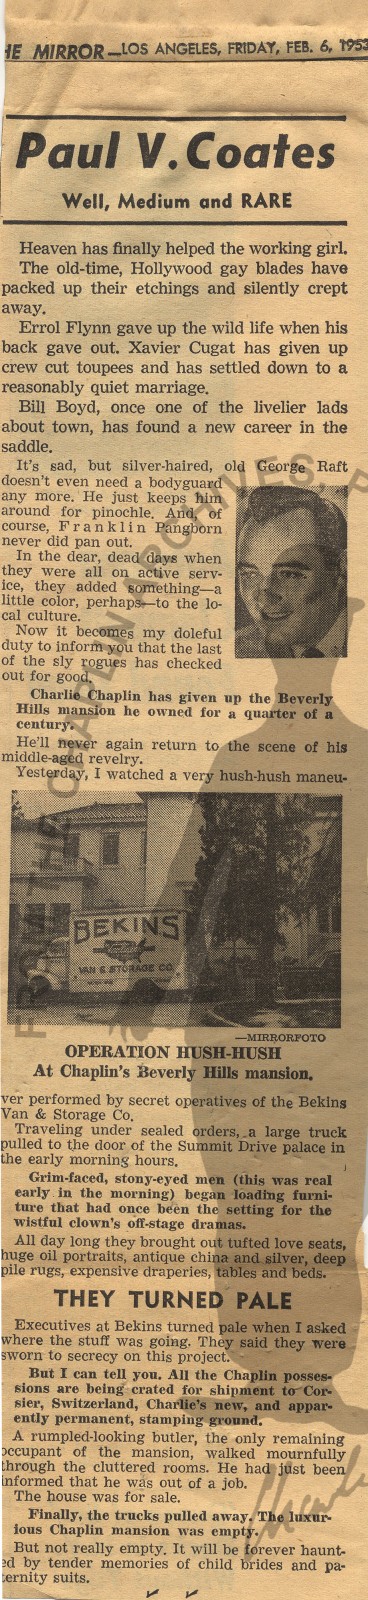 HE MIRROR—LOS ANGELES, FRIDAY, FEB. 6, 1953
Paul V. Coates
Well, Medium and RARE
Heaven has finally helped the working girl.
The old-time, Hollywood gay blades have
packed up their etchings and silently crept
away.
Errol Flynn gave up the wild life when his
back gave out. Xavier Cugat has given up
crew cut toupees and has settled down to a
reasonably quiet marriage.
Bill Boyd, once one of the livelier lads
about town, has found a new career in the
saddle.
It's sad, but silver-haired, old George Raft
doesn't even need a bodyguard
any more. He just keeps him
around for pinochle. And, of
course, Franklin Pangborn
never did pan out.
In the dear, dead days when
they were all on active serv-
ice, they added something—a
little color, perhaps—to the lo-
cal culture.
Now it becomes my doleful
duty to inform you that the last
of the sly rogues has checked
out for good.
Charlie Chaplin has given up the Beverly
Hills mansion he owned for a quarter of a
century.
He'll never again return to the scene of his
middle-aged revelry.
Yesterday, I watched a very hush-hush maneu-
BEKINS
VAN & STORAGE CO.
—MIRRORFOTO
OPERATION HUSH-HUSH
At Chaplin's Beverly Hills mansion.
ver performed by secret operatives of the Bekins
Van & Storage Co.
Traveling under sealed orders, a large truck
pulled to the door of the Summit Drive palace in
the early morning hours.
Grim-faced, stony-eyed men (this was real
early in the morning) began loading furni-
ture that had once been the setting for the
wistful clown's off-stage dramas.
All day long they brought out tufted love seats,
huge oil portraits, antique china and silver, deep
pile rugs, expensive draperies, tables and beds.
THEY TURNED PALE
Executives at Bekins turned pale when I asked
where the stuff was going. They said they were
sworn to secrecy on this project.
But I can tell you. All the Chaplin posses-
sions are being crated for shipment to Cor-
sier, Switzerland, Charlie's new, and appar-
ently permanent, stamping ground.
A rumpled-looking butler, the only remaining
occupant of the mansion, walked mournfully
through the cluttered rooms. He had just been
informed that he was out of a job.
The house was for sale.
Finally, the trucks pulled away. The luxur-
ious Chaplin mansion was empty.
But not really empty. It will be forever haunt-
ed by tender memories of child brides and pa-
ternity suits.
FROM THE CHAPLIN ARCHIVES, P
Charlie